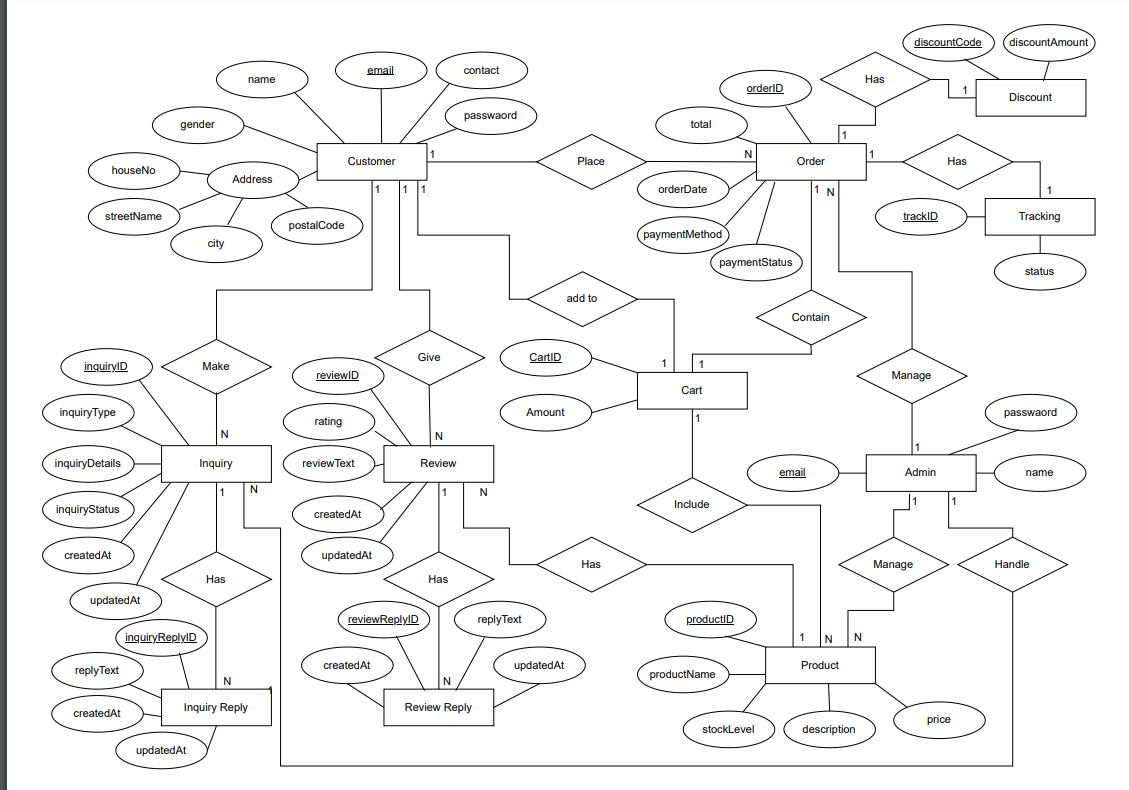 discountCode
discountAmount
email
contact
name
Has
orderID
1
Discount
passwaord
total
gender
1
Customer
1
Place
N
Order
1
Has
houseNo
Address
orderDate
1
1
1
1
N
1
streetName
postalCode
trackID
Tracking
city
paymentMethod
paymentStatus
status
add to
Contain
inquiryID
Make
Give
CartID
1
1
reviewID
Manage
Cart
inquiryType
rating
Amount
passwaord
1
N
N
1
inquiryDetails
Inquiry
reviewText
Review
email
Admin
name
1
N
1
N
1
1
inquiryStatus
createdAt
Include
createdAt
updatedAt
Has
Has
Has
Manage
Handle
updatedAt
inquiryReplyID
reviewReplyID
replyText
productID
1
N
N
replyText
createdAt
updatedAt
Product
productName
N
1
N
createdAt
Inquiry Reply
Review Reply
price
stockLevel
description
updatedAt